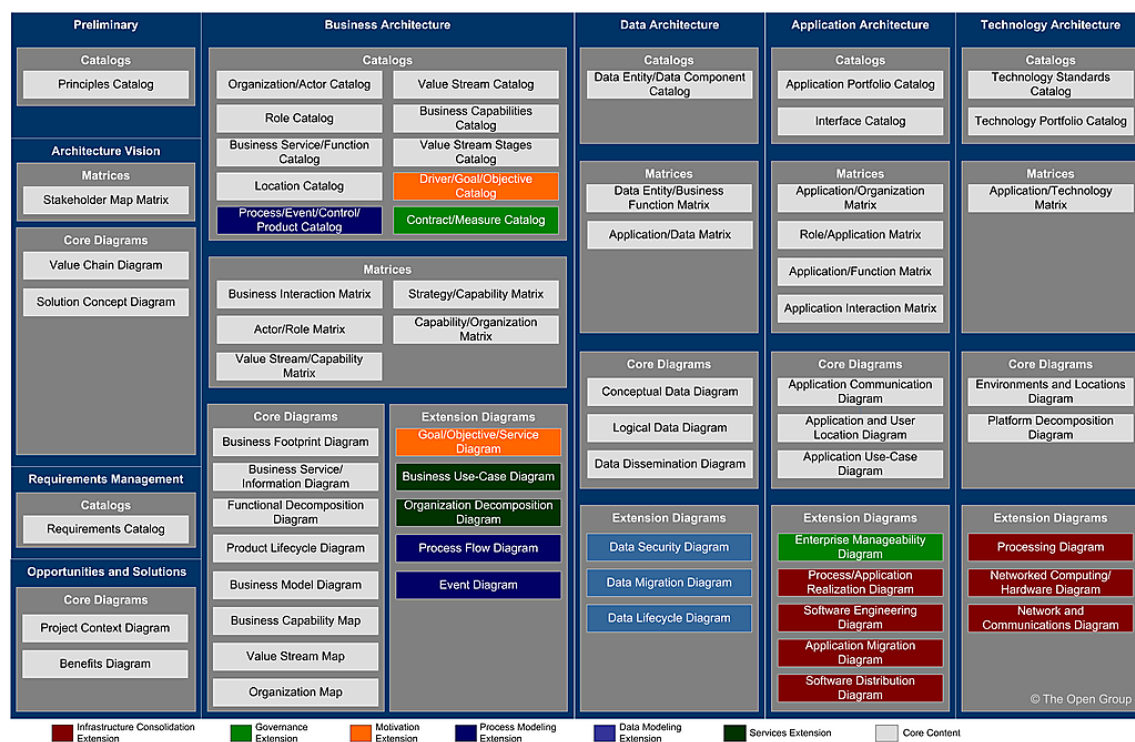 Preliminary
Catalogs
Principles Catalog
Architecture Vision
Matrices
Stakeholder Map Matrix
Core Diagrams
Value Chain Diagram
Solution Concept Diagram
Requirements Management
Catalogs
Requirements Catalog
Opportunities and Solutions
Core Diagrams
Project Context Diagram
Benefits Diagram
Business Architecture
Catalogs
Organization/Actor Catalog
Role Catalog
Business Service/Function
Catalog
Location Catalog
Process/Event/Control/
Product Catalog
Value Stream Catalog
Business Capabilities
Catalog
Value Stream Stages
Catalog
Driver/Goal/Objective
Catalog
Contract/Measure Catalog
Matrices
Business Interaction Matrix
Actor/Role Matrix
Value Stream/Capability
Matrix
Strategy/Capability Matrix
Capability/Organization
Matrix
Core Diagrams
Business Footprint Diagram
Business Service/
Information Diagram
Functional Decomposition
Diagram
Product Lifecycle Diagram
Business Model Diagram
Business Capability Map
Value Stream Map
Organization Map
Extension Diagrams
Goal/Objective/Service
Diagram
Business Use-Case Diagram
Organization Decomposition
Diagram
Process Flow Diagram
Event Diagram
Data Architecture
Catalogs
Data Entity/Data Component
Catalog
Matrices
Data Entity/Business
Function Matrix
Application/Data Matrix
Core Diagrams
Conceptual Data Diagram
Logical Data Diagram
Data Dissemination Diagram
Extension Diagrams
Data Security Diagram
Data Migration Diagram
Data Lifecycle Diagram
Application Architecture
Catalogs
Application Portfolio Catalog
Interface Catalog
Matrices
Application/Organization
Matrix
Role/Application Matrix
Application/Function Matrix
Application Interaction Matrix
Core Diagrams
Application Communication
Diagram
Application and User
Location Diagram
Application Use-Case
Diagram
Extension Diagrams
Enterprise Manageability
Diagram
Process/Application
Realization Diagram
Software Engineering
Diagram
Application Migration
Diagram
Software Distribution
Diagram
Technology Architecture
Catalogs
Technology Standards
Catalog
Technology Portfolio Catalog
Matrices
Application/Technology
Matrix
Core Diagrams
Environments and Locations
Diagram
Platform Decomposition
Diagram
Extension Diagrams
Processing Diagram
Networked Computing/
Hardware Diagram
Network and
Communications Diagram
© The Open Group
Infrastructure Consolidation
Extension
Governance
Extension
Motivation
Extension
Process Modeling
Extension
Data Modeling
Extension
Services Extension
Core Content